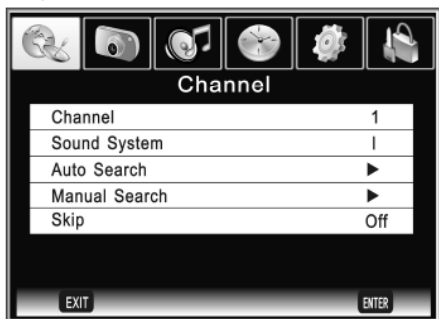 Channel
Channel 1
Sound System I
Auto Search ▶
Manual Search ▶
Skip Off
EXIT ENTER